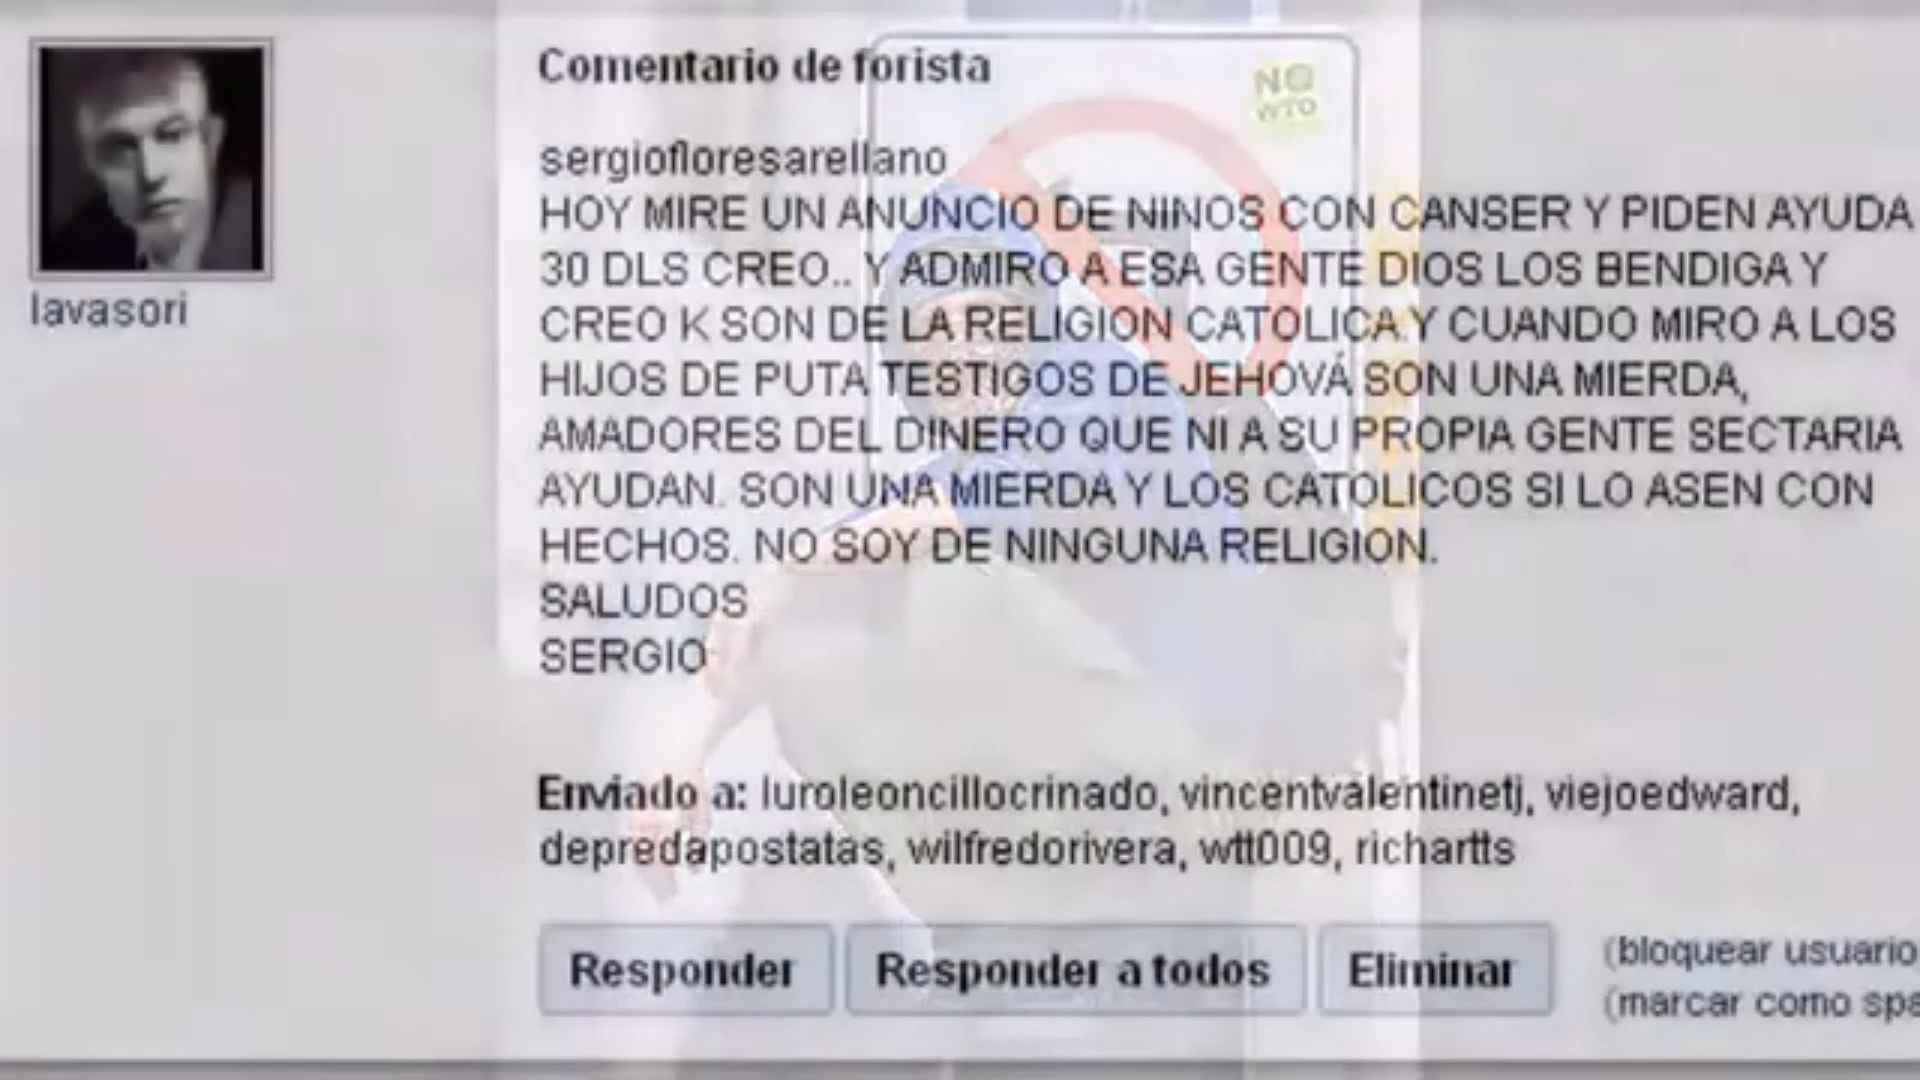 Comentario de forista
NO
WTO
sergiofloresarellano
HOY MIRE UN ANUNCIO DE NINOS CON CANSER Y PIDEN AYUDA
30 DLS CREO.. Y ADMIRO A ESA GENTE DIOS LOS BENDIGA Y
CREO K SON DE LA RELIGION CATOLICA.Y CUANDO MIRO A LOS
HIJOS DE PUTA TESTIGOS DE JEHOVÁ SON UNA MIERDA,
AMADORES DEL DINERO QUE NI A SU PROPIA GENTE SECTARIA
AYUDAN. SON UNA MIERDA Y LOS CATOLICOS SI LO ASEN CON
HECHOS. NO SOY DE NINGUNA RELIGION.
SALUDOS
SERGIO
lavasori
Enviado a: luroleoncillocrinado, vincentvalentinetj, viejoedward,
depredapostatas, wilfredorivera, wtt009, richartts
Responder Responder a todos Eliminar
(bloquear usuario
(marcar como spa